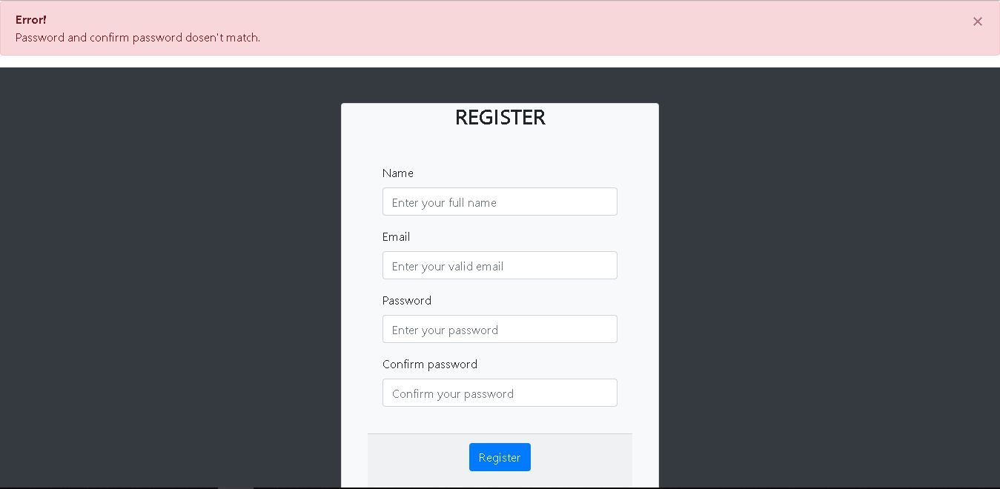 Error!
×
Password and confirm password dosen't match.
REGISTER
Name
Enter your full name
Email
Enter your valid email
Password
Enter your password
Confirm password
Confirm your password
Register